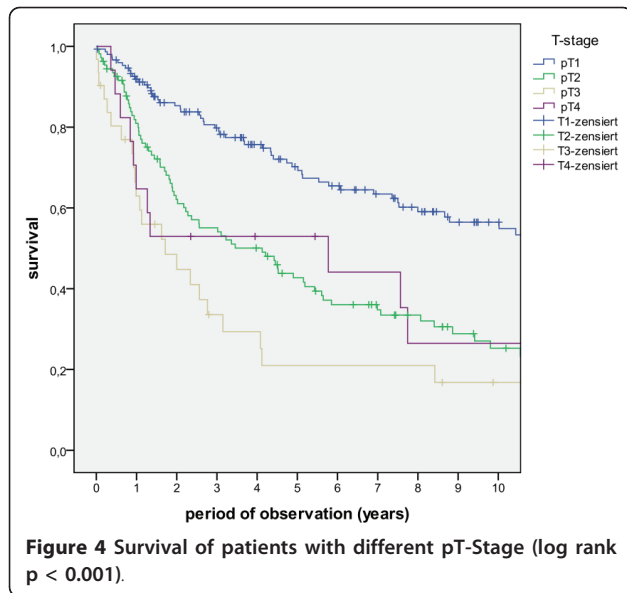 T-stage
pT1
pT2
pT3
pT4
T1-zensiert
T2-zensiert
T3-zensiert
T4-zensiert
1,0
0,8
0,6
0,4
0,2
0,0
survival
0 1 2 3 4 5 6 7 8 9 10
period of observation (years)
Figure 4 Survival of patients with different pT-Stage (log rank
p < 0.001).